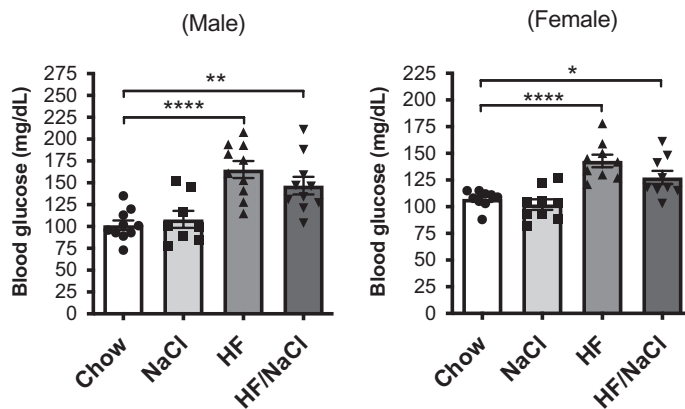 (Male)
Blood glucose (mg/dL)
275
250
225
200
175
150
125
100
75
50
25
0
**
****
Chow
NaCl
HF
HF/NaCl
(Female)
Blood glucose (mg/dL)
225
200
175
150
125
100
75
50
25
0
*
****
Chow
NaCl
HF
HF/NaCl